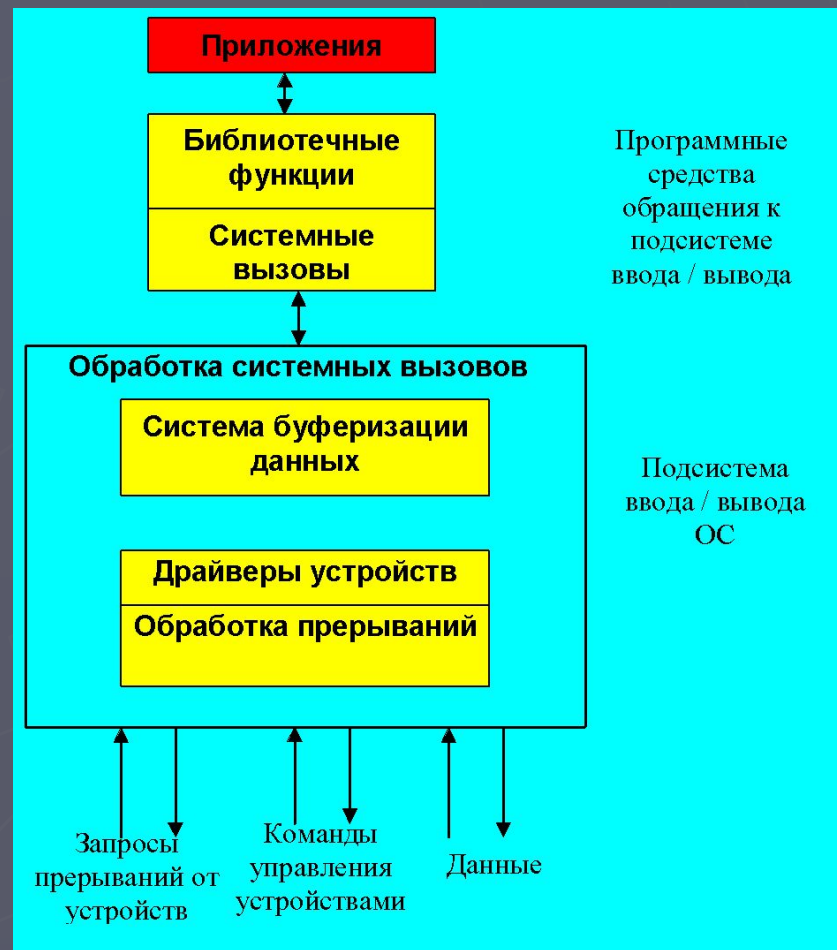 Приложения
Библиотечные
функции
Системные
вызовы
Программные
средства
обращения к
подсистеме
ввода / вывода
Обработка системных вызовов
Система буферизации
данных
Драйверы устройств
Обработка прерываний
Подсистема
ввода / вывода
ОС
Запросы
прерываний от
устройств
Команды
управления
устройствами
Данные